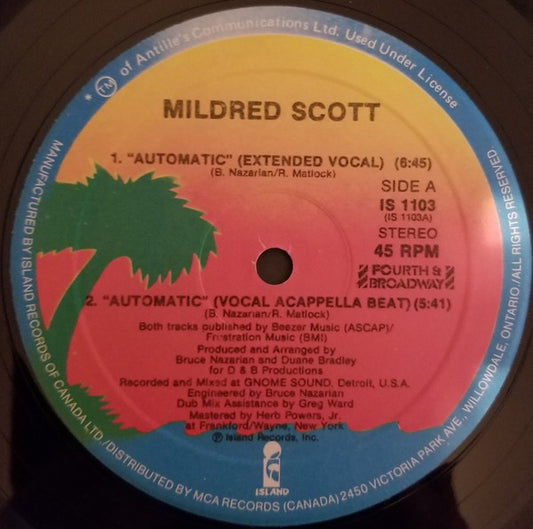 * TM of Antille's Communications Ltd. Used Under License
MILDRED SCOTT
1. "AUTOMATIC" (EXTENDED VOCAL) (6:45)
(B. Nazarian/R. Matlock)
SIDE A
IS 1103
(IS 1103A)
STEREO
45 RPM
FOURTH &
BROADWAY
2. "AUTOMATIC" (VOCAL ACAPPELLA BEAT) (5:41)
(B. Nazarian/R. Matlock)
Both tracks published by Beezer Music (ASCAP)/
Frustration Music (BMI)
Produced and Arranged by
Bruce Nazarian and Duane Bradley
for D & B Productions
Recorded and Mixed at GNOME SOUND, Detroit, U.S.A.
Engineered by Bruce Nazarian
Dub Mix Assistance by Greg Ward
Mastered by Herb Powers, Jr.
at Frankford/Wayne, New York
℗ Island Records, Inc.
ISLAND
MANUFACTURED BY ISLAND RECORDS OF CANADA LTD./DISTRIBUTED BY MCA RECORDS (CANADA) 2450 VICTORIA PARK AVE., WILLOWDALE, ONTARIO/ALL RIGHTS RESERVED